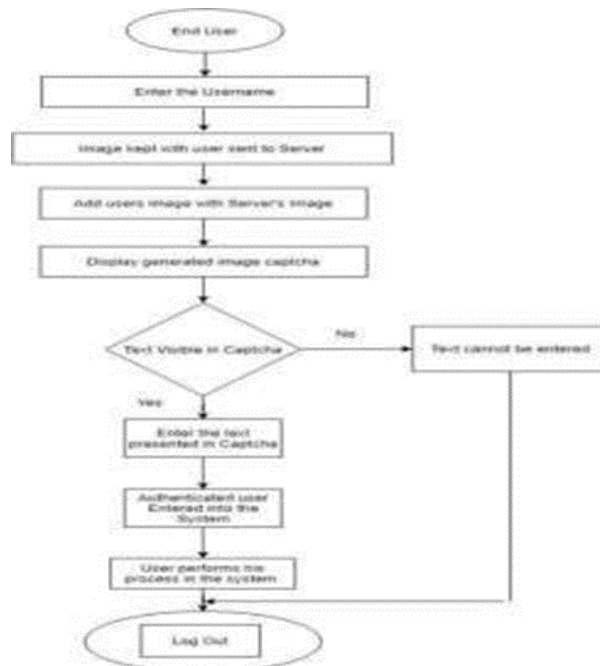 End User
Enter the Username
Image kept with user sent to Server
Add users image with Server's Image
Display generated image captcha
Text Visible in Captcha
No
Text cannot be entered
Yes
Enter the text
presented in Captcha
Authenticated user
Entered into the
System
User performs his
process in the system
Log Out